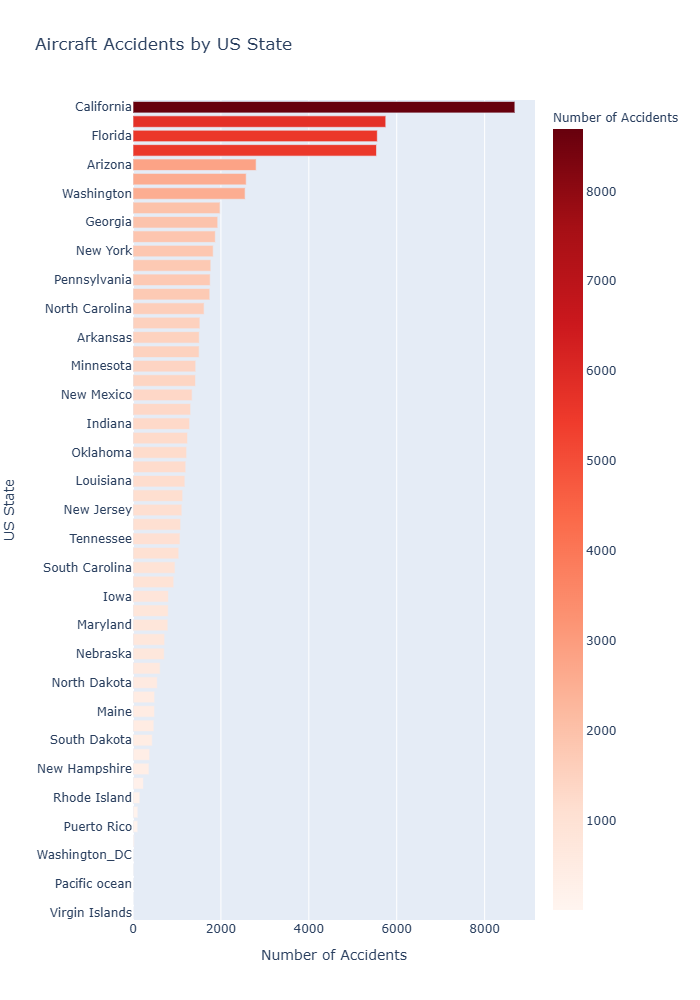 Aircraft Accidents by US State
Number of Accidents
California
Florida
Arizona
Washington
Georgia
New York
Pennsylvania
North Carolina
Arkansas
Minnesota
New Mexico
Indiana
Oklahoma
Louisiana
New Jersey
Tennessee
South Carolina
Iowa
Maryland
Nebraska
North Dakota
Maine
South Dakota
New Hampshire
Rhode Island
Puerto Rico
Washington_DC
Pacific ocean
Virgin Islands
US State
8000
7000
6000
5000
4000
3000
2000
1000
0 2000 4000 6000 8000
Number of Accidents